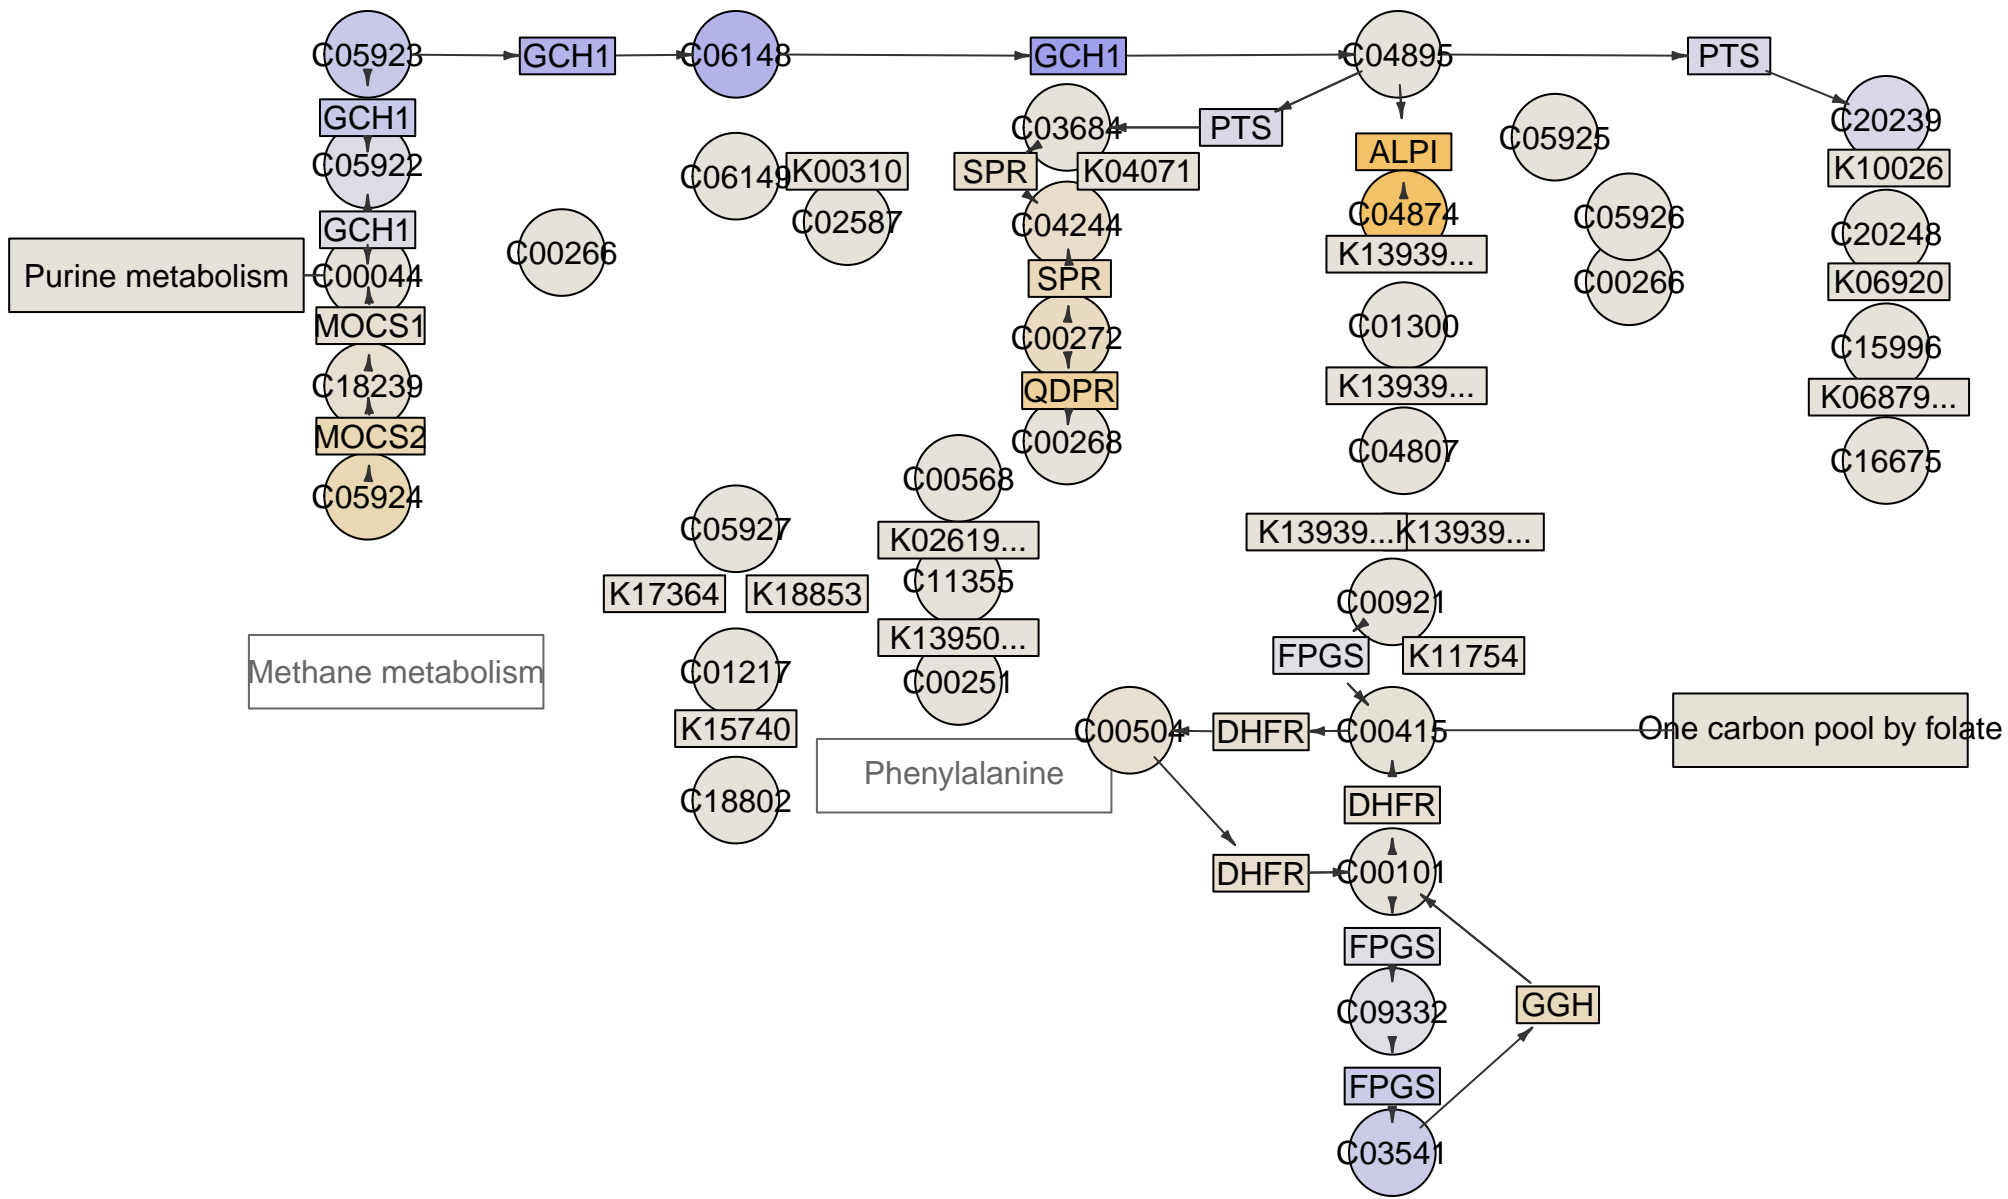 C05923
GCH1
C06148
GCH1
C04895
PTS
GCH1
C03684
PTS
C05925
C20239
ALPI
C05922
C06149
K00310
SPR
K04071
K10026
GCH1
C02587
C04244
C04874
C05926
C20248
C00266
K13939...
Purine metabolism
C00044
SPR
C00266
K06920
MOCS1
C00272
C01300
C15996
C18239
QDPR
K13939...
K06879...
MOCS2
C00268
C04807
C16675
C05924
C00568
C05927
K02619...
K13939...
K13939...
K17364
K18853
C11355
C00921
K13950...
FPGS
K11754
Methane metabolism
C01217
C00251
K15740
C00504
DHFR
C00415
One carbon pool by folate
Phenylalanine
C18802
DHFR
DHFR
C00101
FPGS
C09332
GGH
FPGS
C03541